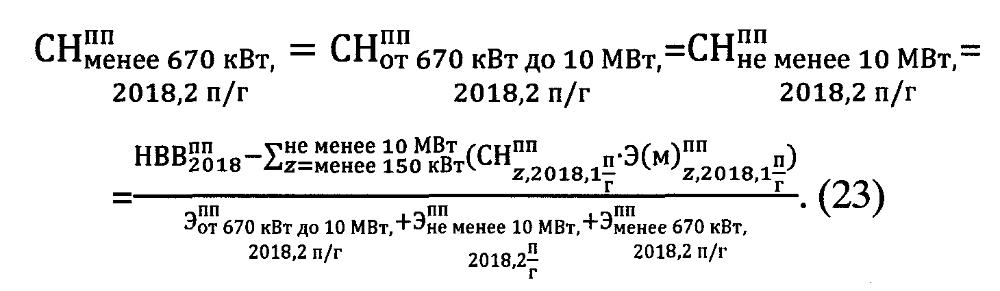 СН^ПП_менее 670 кВт, 2018,2 п/г = СН^ПП_от 670 кВт до 10 МВт, 2018,2 п/г = СН^ПП_не менее 10 МВт, 2018,2 п/г =
= (НВВ^ПП_2018 − ∑^не менее 10 МВт_z=менее 150 кВт (СН^ПП_z,2018,1 п/г · Э(м)^ПП_z,2018,1 п/г)) / (Э^ПП_от 670 кВт до 10 МВт, 2018,2 п/г + Э^ПП_не менее 10 МВт, 2018,2 п/г + Э^ПП_менее 670 кВт, 2018,2 п/г). (23)